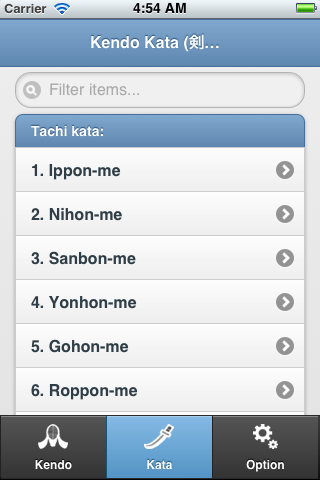 Carrier
4:54 AM
Kendo Kata (剣...
Filter items...
Tachi kata:
1. Ippon-me
2. Nihon-me
3. Sanbon-me
4. Yonhon-me
5. Gohon-me
6. Roppon-me
Kendo
Kata
Option